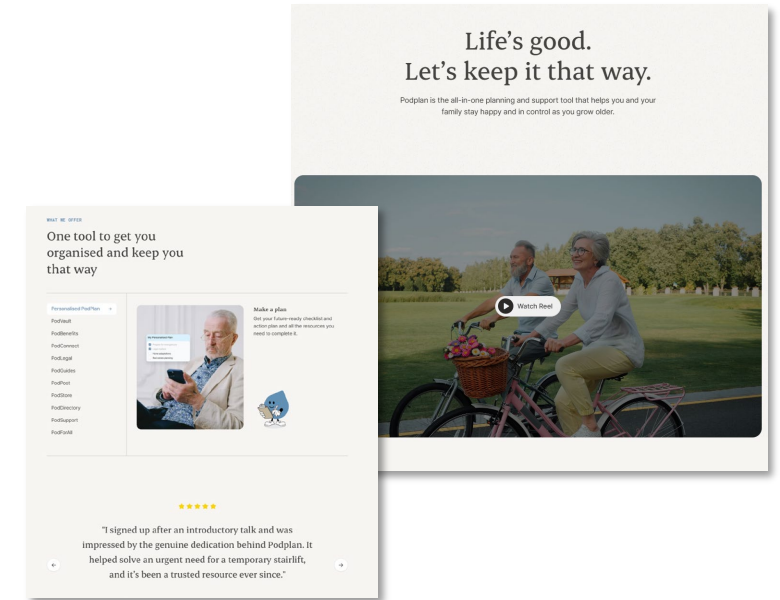 Life's good.
Let's keep it that way.
Podplan is the all-in-one planning and support tool that helps you and your
family stay happy and in control as you grow older.
Watch Reel
WHAT WE OFFER
One tool to get you
organised and keep you
that way
Personalised PodPlan
PodVault
PodBenefits
PodConnect
PodLegal
PodGuides
PodPost
PodStore
PodDirectory
PodSupport
PodForAll
Make a plan
Get your future-ready checklist and
action plan and all the resources you
need to complete it.
"I signed up after an introductory talk and was
impressed by the genuine dedication behind Podplan. It
helped solve an urgent need for a temporary stairlift,
and it's been a trusted resource ever since."